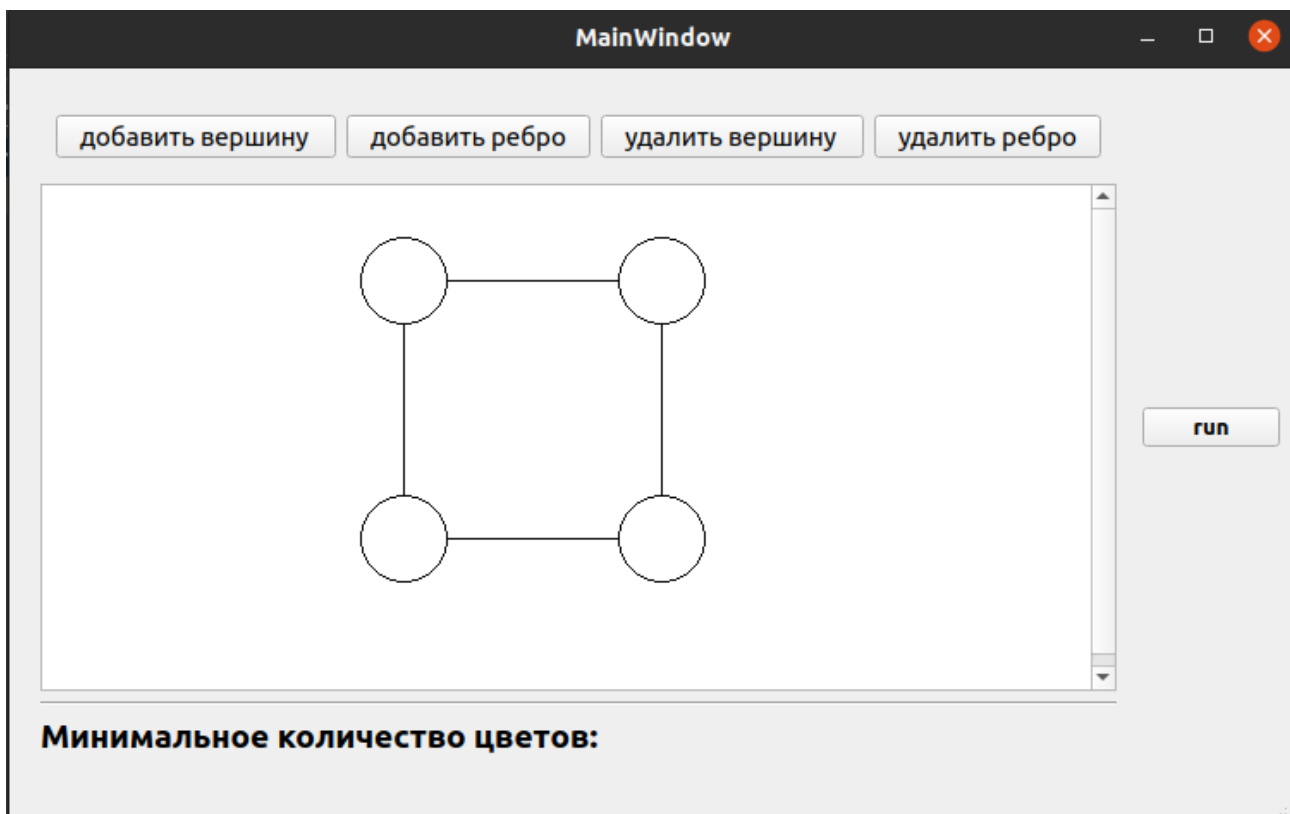 MainWindow
добавить вершину добавить ребро удалить вершину удалить ребро
run
Минимальное количество цветов: